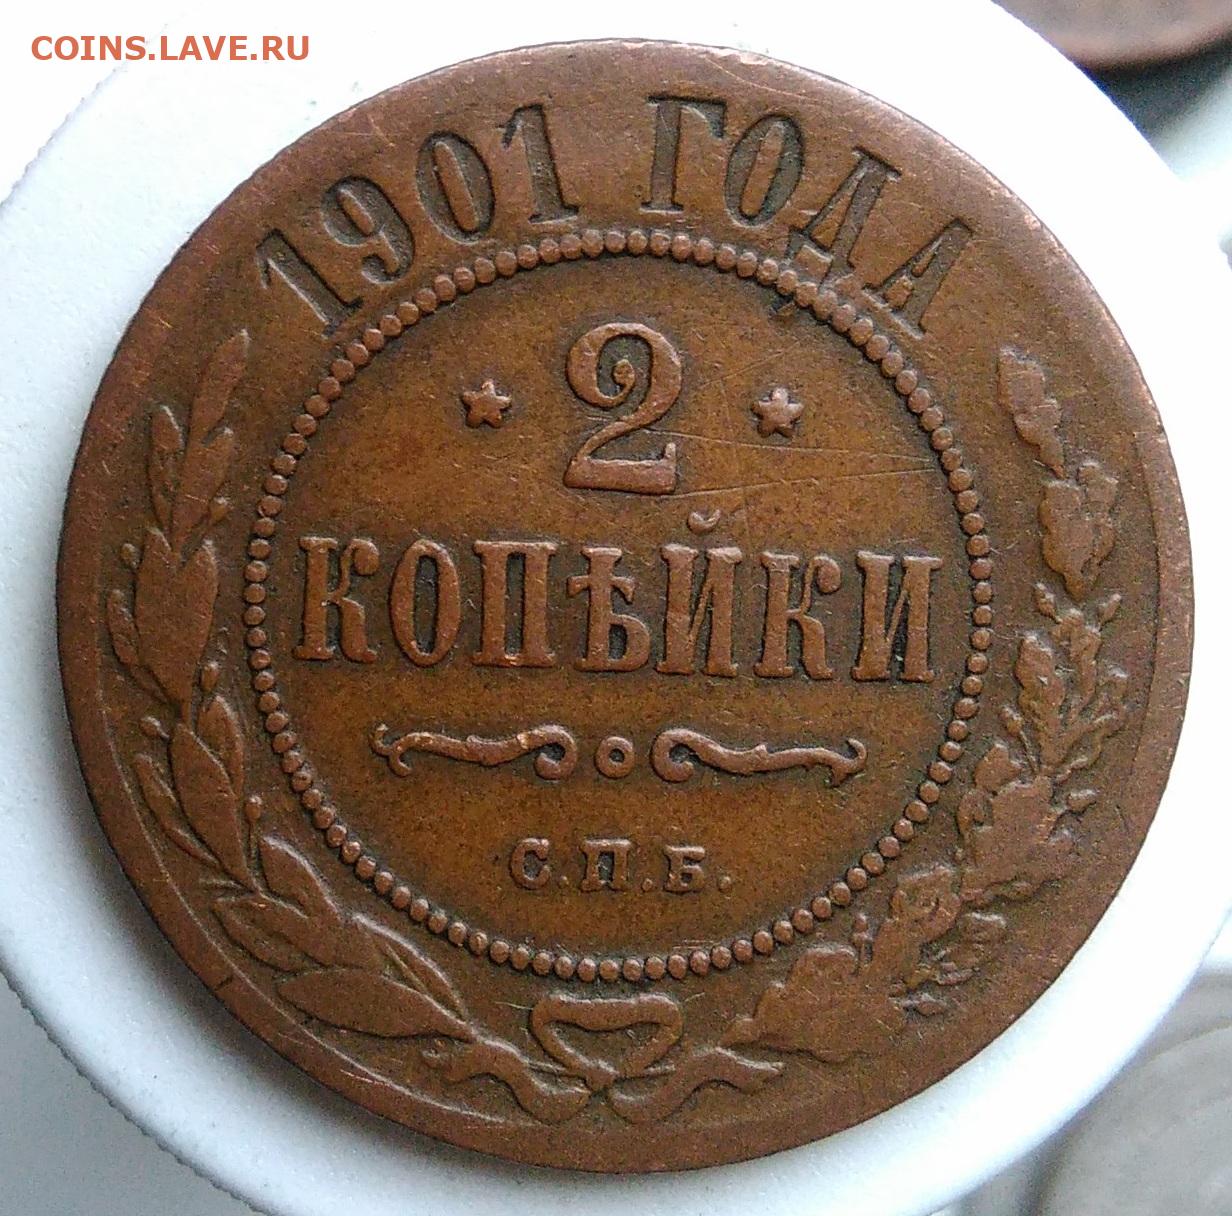 COINS.LAVE.RU
1901 ГОДА
2
КОПѢЙКИ
С.П.Б.